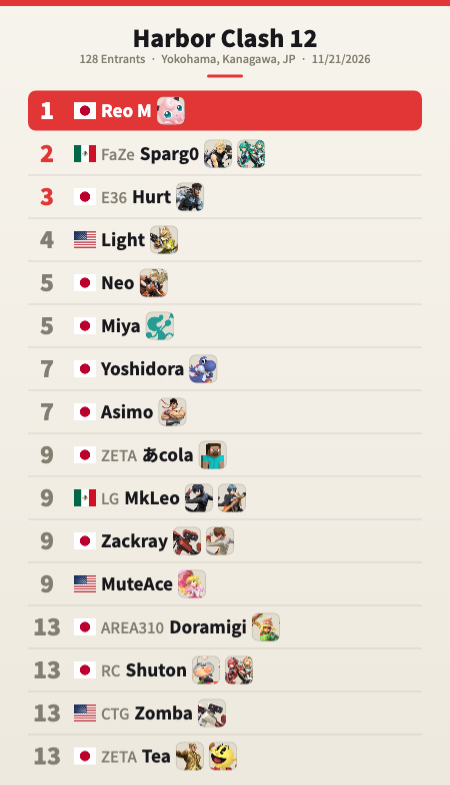 Harbor Clash 12
128 Entrants · Yokohama, Kanagawa, JP · 11/21/2026
1 Reo M
2 FaZe Sparg0
3 E36 Hurt
4 Light
5 Neo
5 Miya
7 Yoshidora
7 Asimo
9 ZETA あcola
9 LG MkLeo
9 Zackray
9 MuteAce
13 AREA310 Doramigi
13 RC Shuton
13 CTG Zomba
13 ZETA Tea